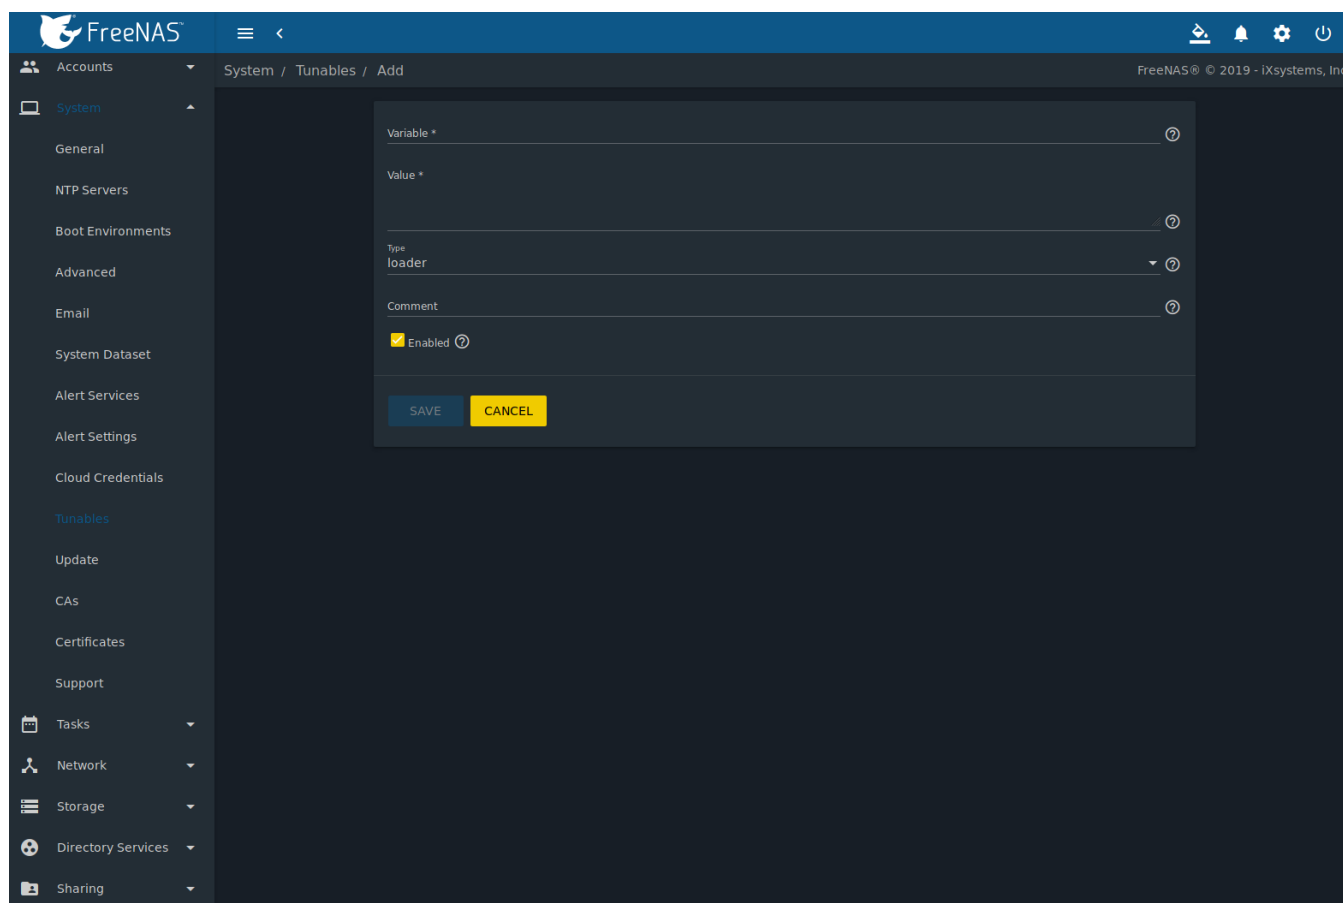 FreeNAS™
System / Tunables / Add
FreeNAS® © 2019 - iXsystems, Inc
Accounts
System
General
NTP Servers
Boot Environments
Advanced
Email
System Dataset
Alert Services
Alert Settings
Cloud Credentials
Tunables
Update
CAs
Certificates
Support
Tasks
Network
Storage
Directory Services
Sharing
Variable *
Value *
Type
loader
Comment
Enabled
SAVE CANCEL